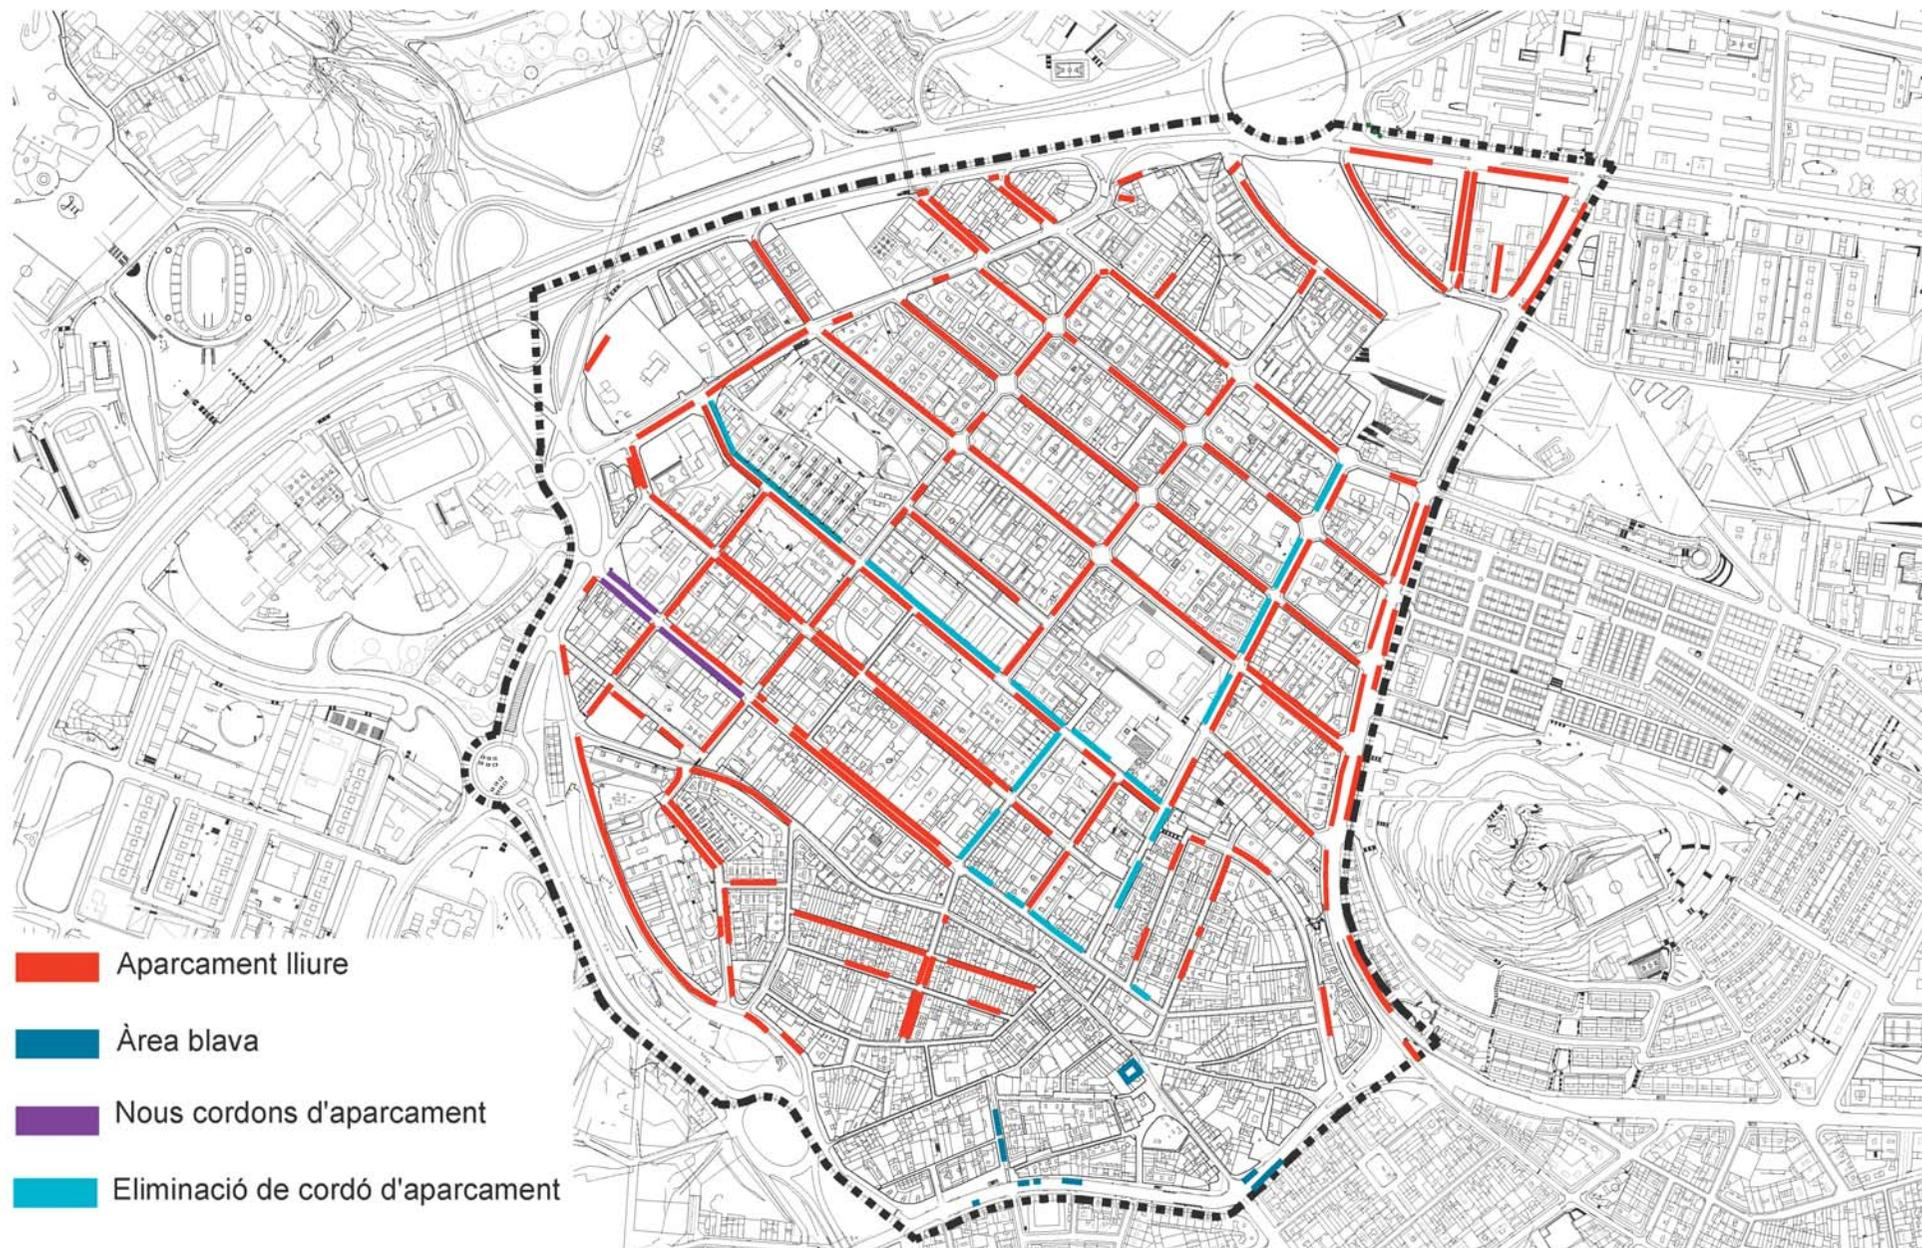 Aparcament lliure
Àrea blava
Nous cordons d'aparcament
Eliminació de cordó d'aparcament